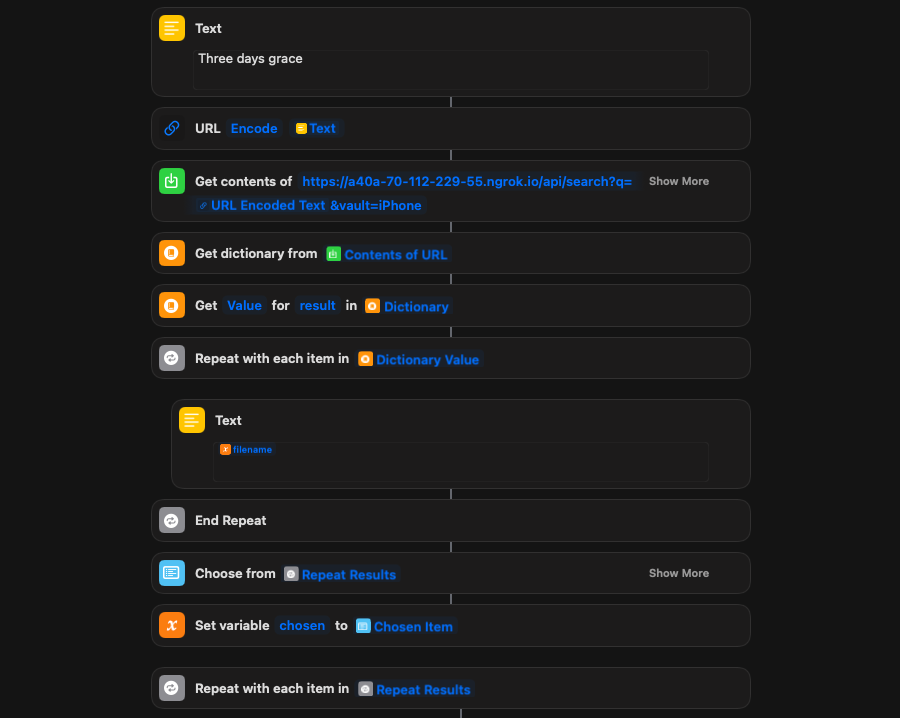 Text
Three days grace
URL Encode Text
Get contents of https://a40a-70-112-229-55.ngrok.io/api/search?q= Show More
URL Encoded Text &vault=iPhone
Get dictionary from Contents of URL
Get Value for result in Dictionary
Repeat with each item in Dictionary Value
Text
filename
End Repeat
Choose from Repeat Results Show More
Set variable chosen to Chosen Item
Repeat with each item in Repeat Results